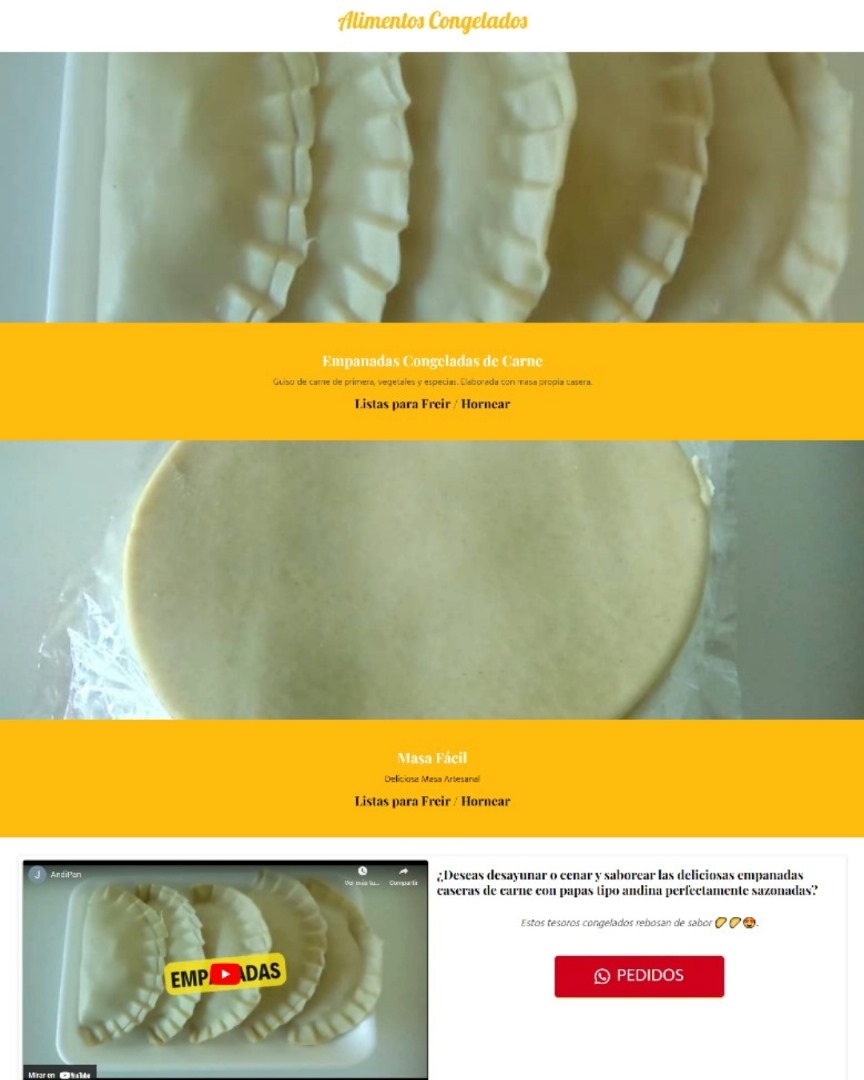 Alimentos Congelados
Empanadas Congeladas de Carne
Guiso de carne de primera, vegetales y especias. Elaborada con masa propia casera.
Listas para Freir / Hornear
Masa Fácil
Deliciosa Masa Artesanal
Listas para Freir / Hornear
J AndiPan
Ver más ta... Compartir
EMPANADAS
Mirar en YouTube
¿Deseas desayunar o cenar y saborear las deliciosas empanadas
caseras de carne con papas tipo andina perfectamente sazonadas?
Estos tesoros congelados rebosan de sabor 🥟🥟🤩.
PEDIDOS